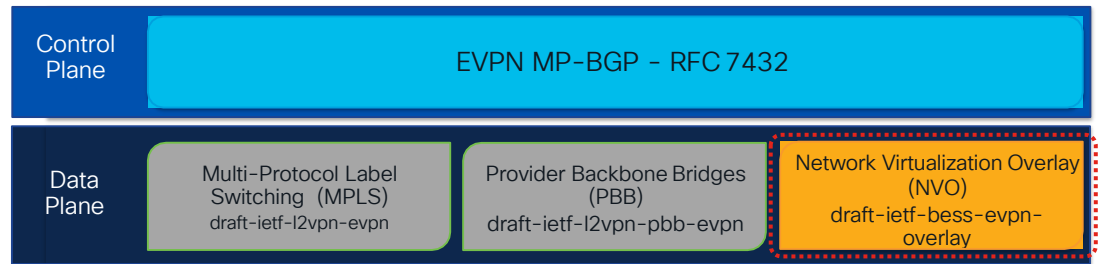 Control
Plane
EVPN MP-BGP - RFC 7432
Data
Plane
Multi-Protocol Label
Switching (MPLS)
draft-ietf-l2vpn-evpn
Provider Backbone Bridges
(PBB)
draft-ietf-l2vpn-pbb-evpn
Network Virtualization Overlay
(NVO)
draft-ietf-bess-evpn-
overlay